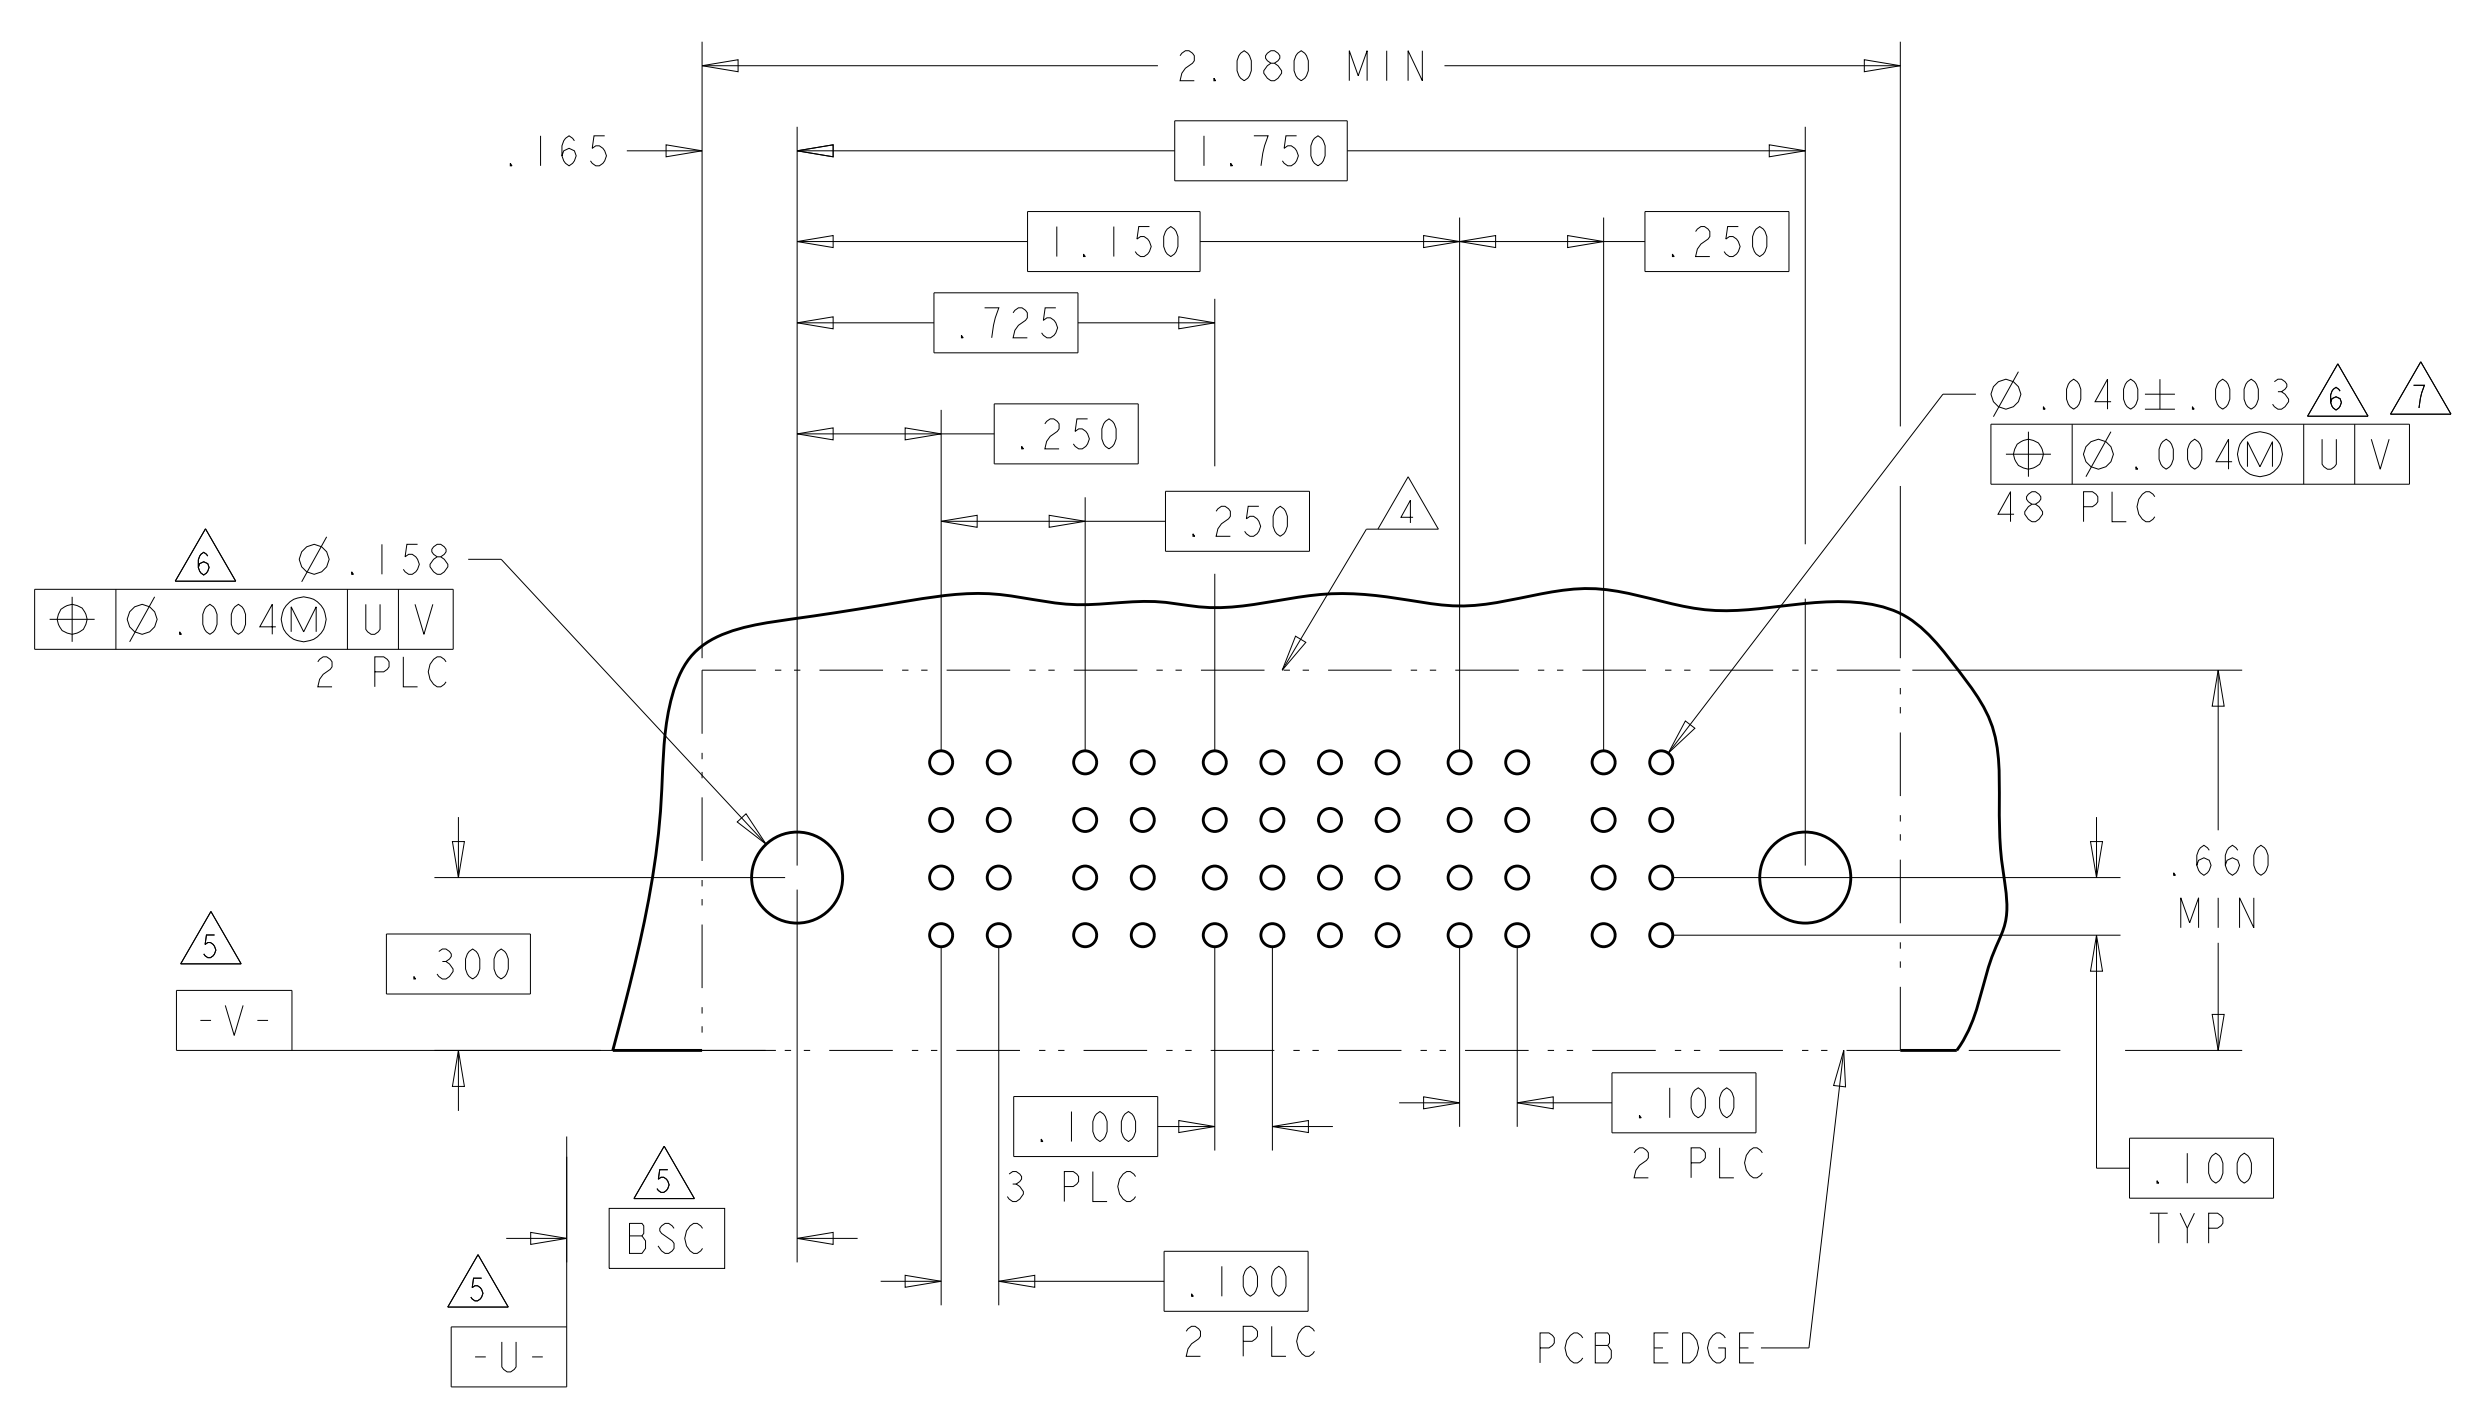 2.080 MIN
.165
1.750
1.150
.250
.725
.250
.250
4
Ø.040±.003 6 7
⌖ Ø.004Ⓜ U V
48 PLC
6 Ø.158
⌖ Ø.004Ⓜ U V
2 PLC
.660
MIN
5
.300
-V-
.100
3 PLC
.100
2 PLC
.100
TYP
5
BSC
5
-U-
.100
2 PLC
PCB EDGE